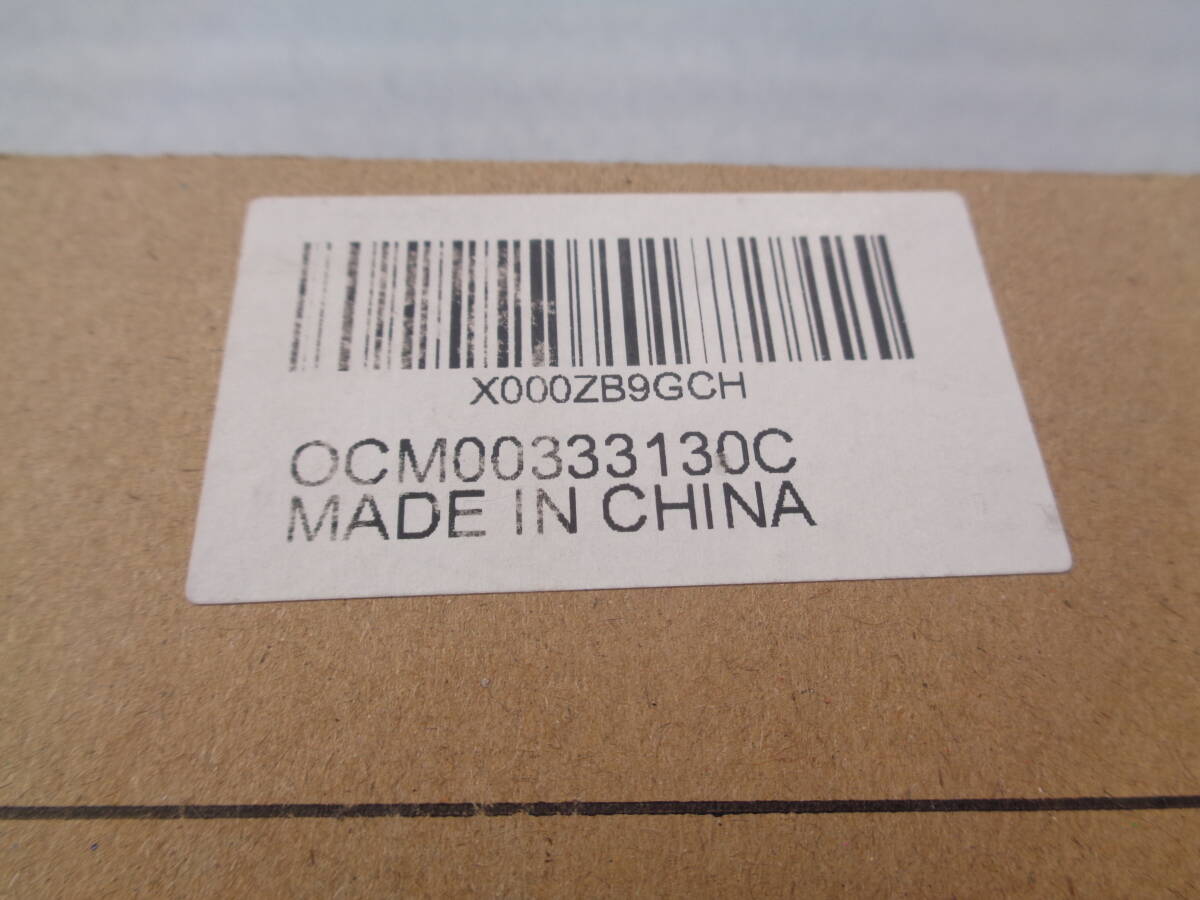 X000ZB9GCH
OCM00333130C
MADE IN CHINA